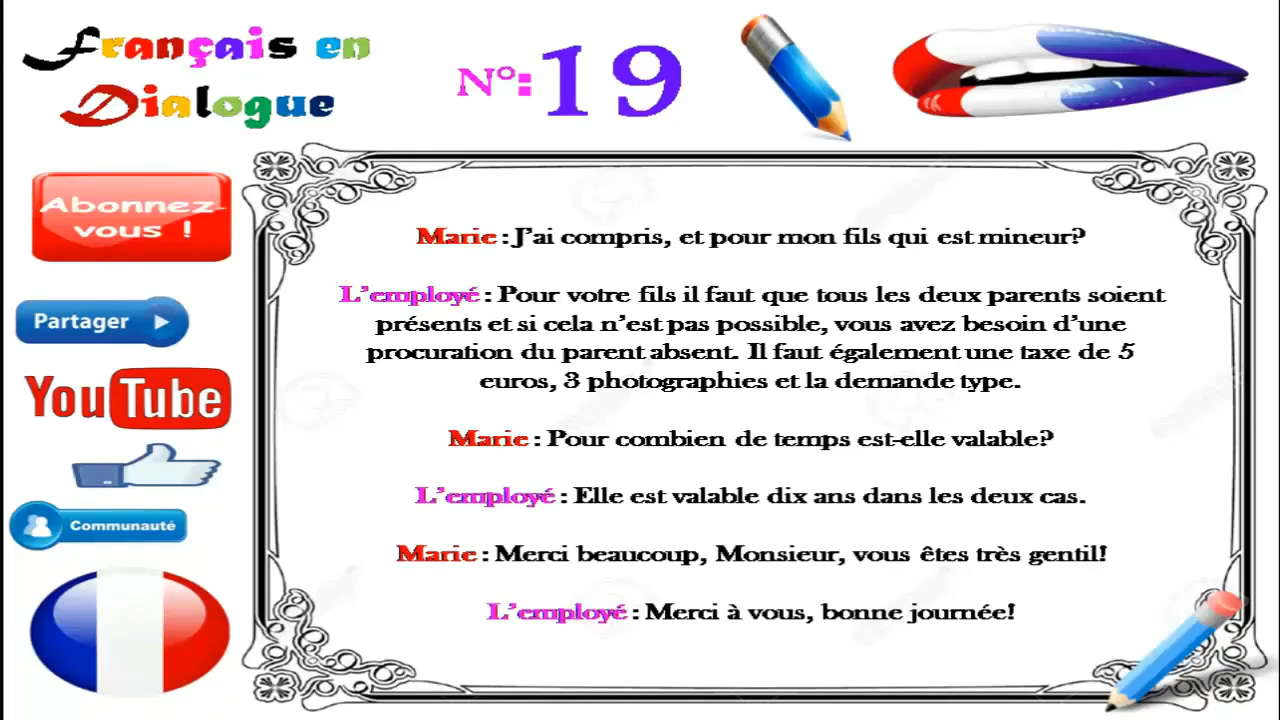 Français en
Dialogue
N°:19
Abonnez-
vous !
Partager
YouTube
Communauté
Marie : J'ai compris, et pour mon fils qui est mineur?
L'employé : Pour votre fils il faut que tous les deux parents soient
présents et si cela n'est pas possible, vous avez besoin d'une
procuration du parent absent. Il faut également une taxe de 5
euros, 3 photographies et la demande type.
Marie : Pour combien de temps est-elle valable?
L'employé : Elle est valable dix ans dans les deux cas.
Marie : Merci beaucoup, Monsieur, vous êtes très gentil!
L'employé : Merci à vous, bonne journée!